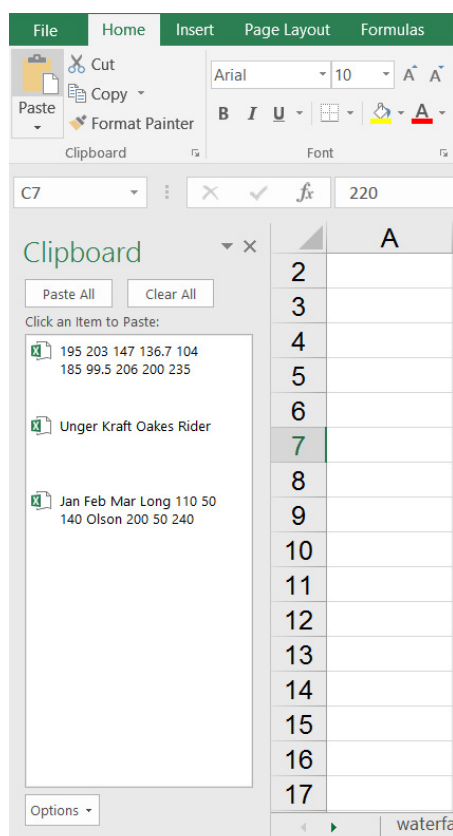 File Home Insert Page Layout Formulas
Cut
Copy
Format Painter
Paste
Clipboard
Arial 10 A A
B I U A
Font
C7 fx 220
Clipboard
Paste All Clear All
Click an Item to Paste:
195 203 147 136.7 104
185 99.5 206 200 235
Unger Kraft Oakes Rider
Jan Feb Mar Long 110 50
140 Olson 200 50 240
Options
A
2
3
4
5
6
7
8
9
10
11
12
13
14
15
16
17
waterfa